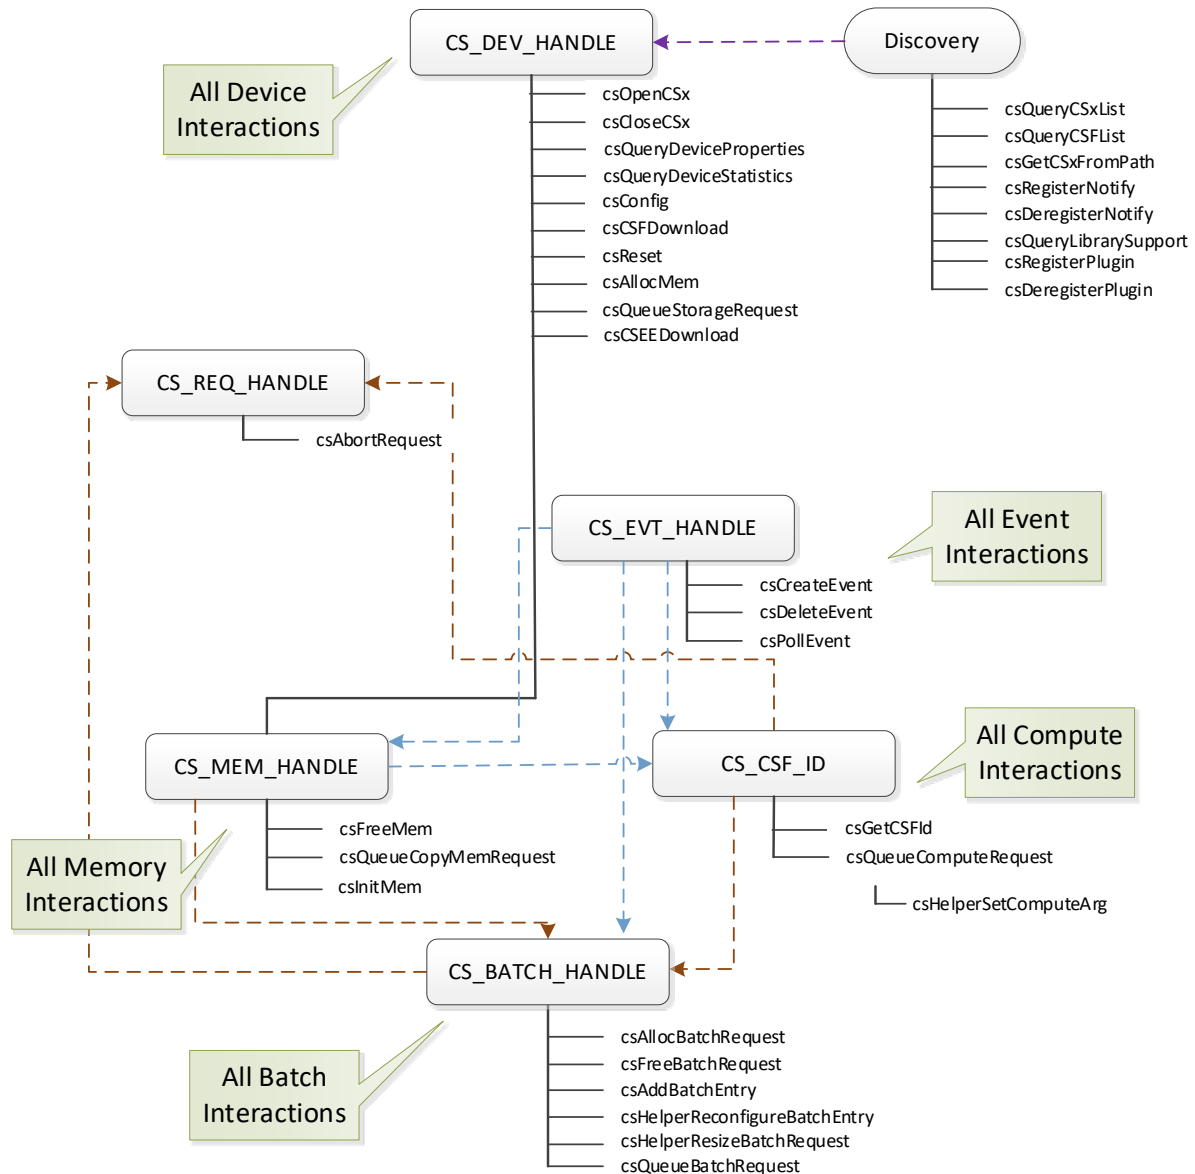 CS_DEV_HANDLE
Discovery
All Device
Interactions
csOpenCSx
csCloseCSx
csQueryDeviceProperties
csQueryDeviceStatistics
csConfig
csCSFDownload
csReset
csAllocMem
csQueueStorageRequest
csCSEEDownload
csQueryCSxList
csQueryCSFList
csGetCSxFromPath
csRegisterNotify
csDeregisterNotify
csQueryLibrarySupport
csRegisterPlugin
csDeregisterPlugin
CS_REQ_HANDLE
csAbortRequest
CS_EVT_HANDLE
All Event
Interactions
csCreateEvent
csDeleteEvent
csPollEvent
CS_MEM_HANDLE
CS_CSF_ID
All Compute
Interactions
csFreeMem
csQueueCopyMemRequest
csInitMem
All Memory
Interactions
csGetCSFId
csQueueComputeRequest
csHelperSetComputeArg
CS_BATCH_HANDLE
All Batch
Interactions
csAllocBatchRequest
csFreeBatchRequest
csAddBatchEntry
csHelperReconfigureBatchEntry
csHelperResizeBatchRequest
csQueueBatchRequest